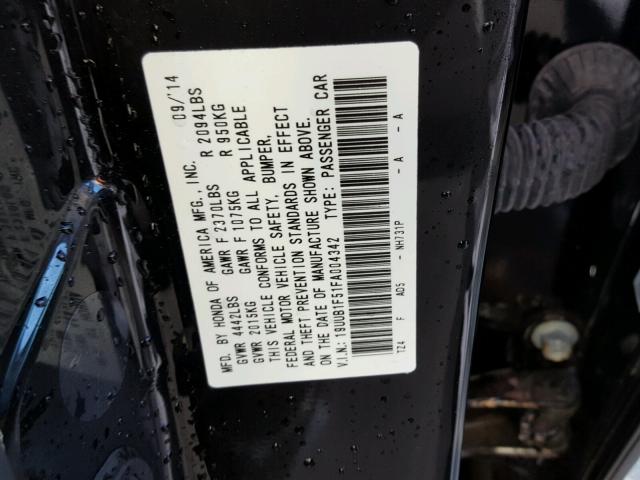 MFD. BY HONDA OF AMERICA MFG., INC. 09/'14
GVWR 4442LBS GAWR F 2370LBS R 2094LBS
GVWR 2015KG GAWR F 1075KG R 950KG
THIS VEHICLE CONFORMS TO ALL APPLICABLE
FEDERAL MOTOR VEHICLE SAFETY, BUMPER,
AND THEFT PREVENTION STANDARDS IN EFFECT
ON THE DATE OF MANUFACTURE SHOWN ABOVE.
V.I.N.: 19UUB1F51FA004342 TYPE: PASSENGER CAR
TZ4 F AD5 - NH731P - A - A